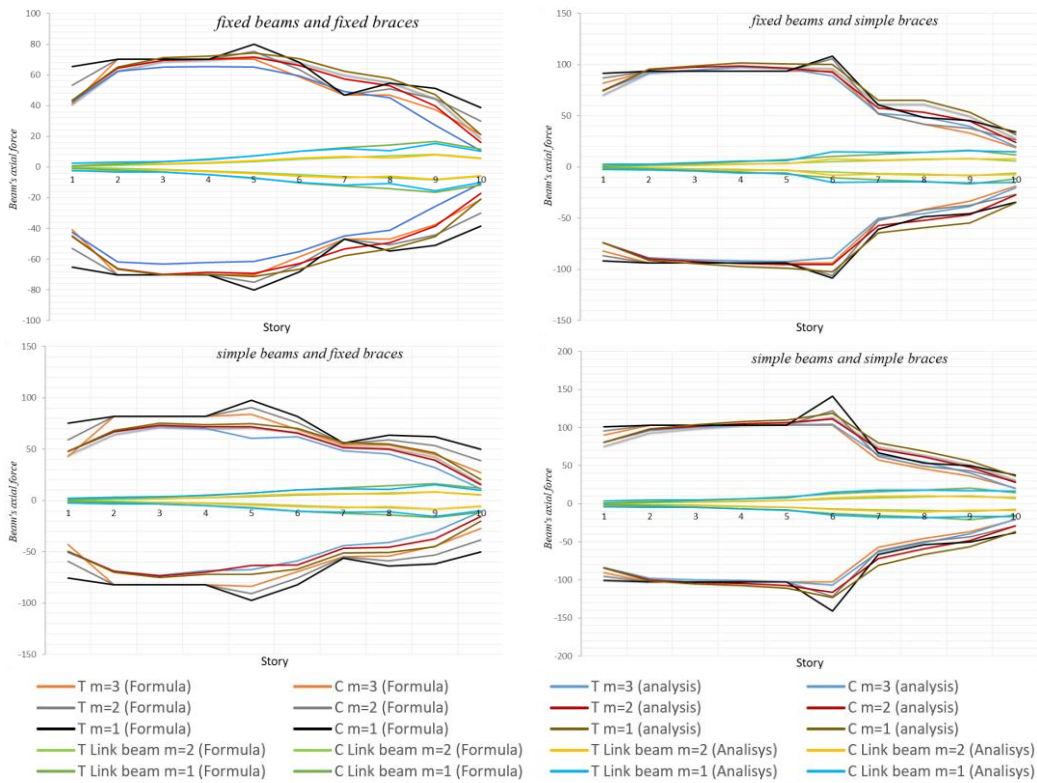 fixed beams and fixed braces
100
80
60
40
20
0
-20
-40
-60
-80
-100
Beam's axial force
1 2 3 4 5 6 7 8 9 10
Story
fixed beams and simple braces
150
100
50
0
-50
-100
-150
Beam's axial force
1 2 3 4 5 6 7 8 9 10
Story
simple beams and fixed braces
150
100
50
0
-50
-100
-150
Beam's axial force
1 2 3 4 5 6 7 8 9 10
Story
simple beams and simple braces
200
150
100
50
0
-50
-100
-150
-200
Beam's axial force
1 2 3 4 5 6 7 8 9 10
Story
T m=3 (Formula) C m=3 (Formula) T m=3 (analysis) C m=3 (analysis)
T m=2 (Formula) C m=2 (Formula) T m=2 (analysis) C m=2 (analysis)
T m=1 (Formula) C m=1 (Formula) T m=1 (analysis) C m=1 (analysis)
T Link beam m=2 (Formula) C Link beam m=2 (Formula) T Link beam m=2 (Analisys) C Link beam m=2 (Analisys)
T Link beam m=1 (Formula) C Link beam m=1 (Formula) T Link beam m=1 (Analisys) C Link beam m=1 (Analisys)